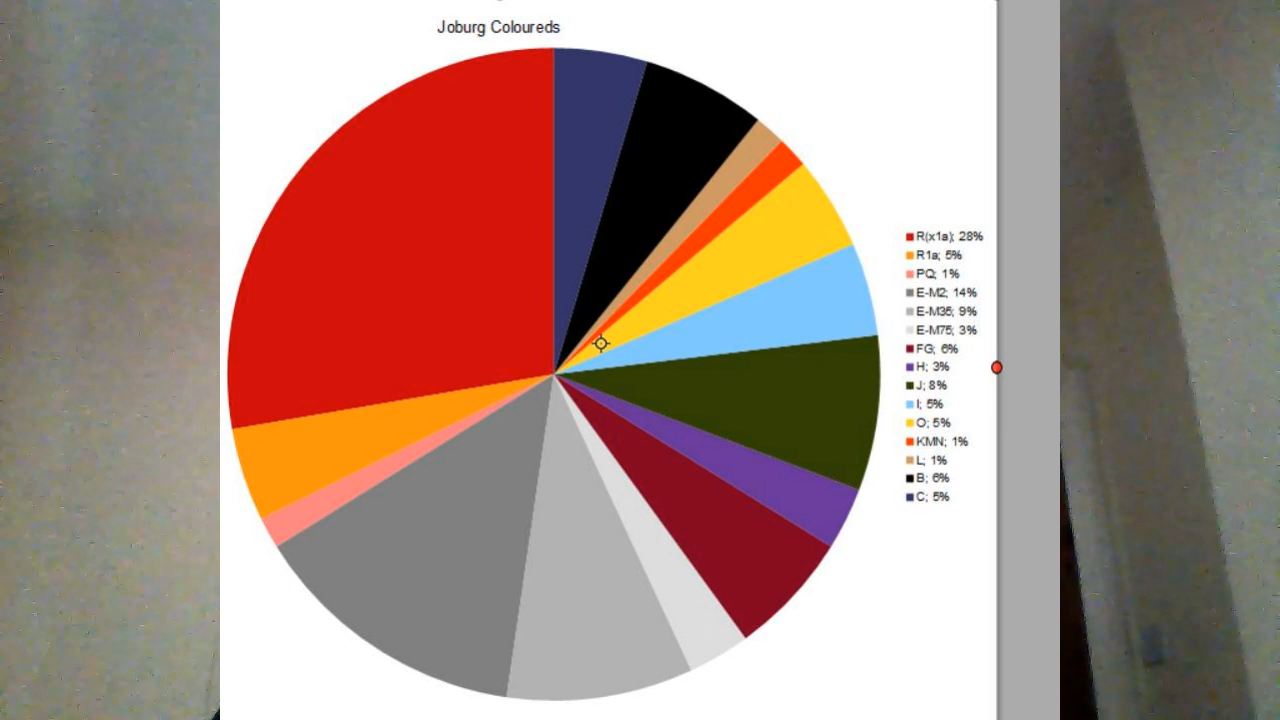 Joburg Coloureds
R(x1a); 28%
R1a; 5%
PQ; 1%
E-M2; 14%
E-M35; 9%
E-M75; 3%
FG; 6%
H; 3%
J; 8%
I; 5%
O; 5%
KMN; 1%
L; 1%
B; 6%
C; 5%